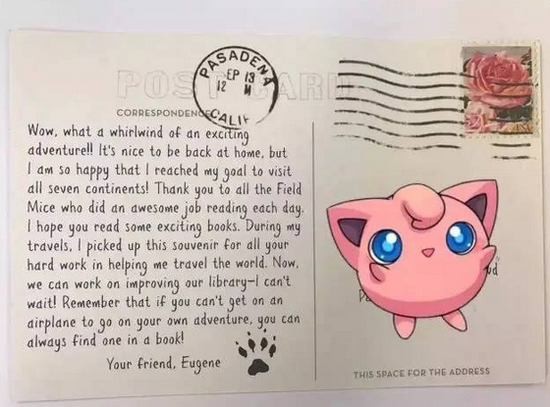 POST CARD
PASADENA
SEP 13
12 M
CALIF
CORRESPONDENCE
Wow, what a whirlwind of an exciting
adventure!! It's nice to be back at home, but
I am so happy that I reached my goal to visit
all seven continents! Thank you to all the Field
Mice who did an awesome job reading each day.
I hope you read some exciting books. During my
travels, I picked up this souvenir for all your
hard work in helping me travel the world. Now,
we can work on improving our library–I can't
wait! Remember that if you can't get on an
airplane to go on your own adventure, you can
always find one in a book!
Your friend, Eugene
THIS SPACE FOR THE ADDRESS